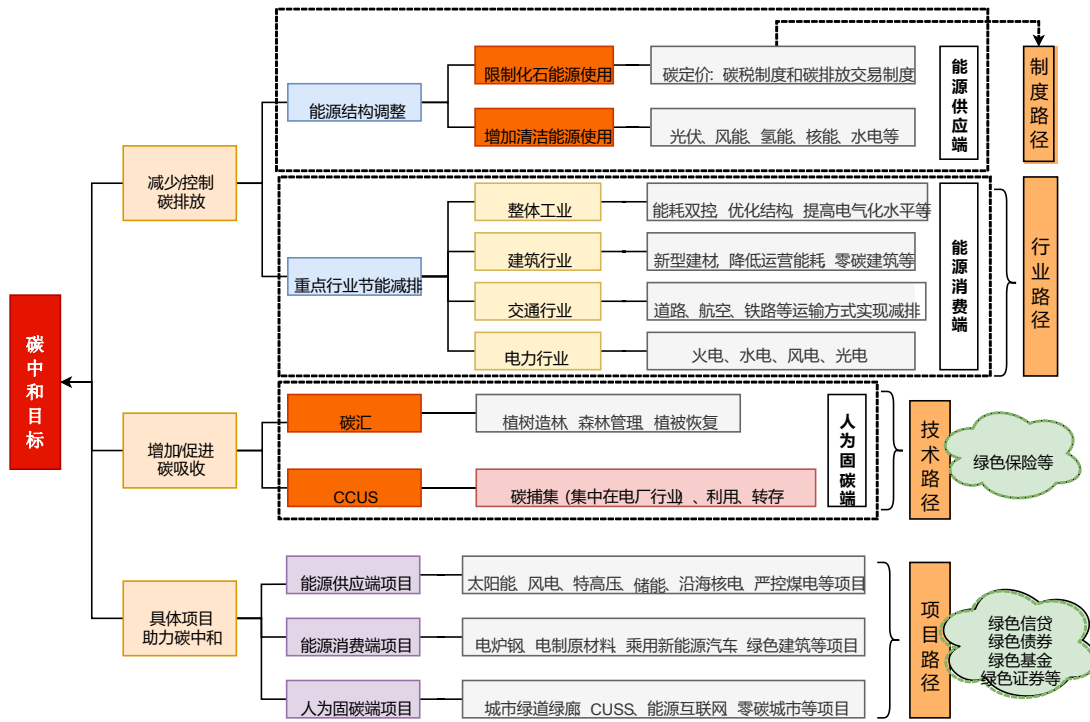 碳中和目标
减少/控制
碳排放
能源结构调整
限制化石能源使用
碳定价: 碳税制度和碳排放交易制度
增加清洁能源使用
光伏、风能、氢能、核能、水电等
能源供应端
制度路径
重点行业节能减排
整体工业
能耗双控, 优化结构, 提高电气化水平等
建筑行业
新型建材, 降低运营能耗, 零碳建筑等
交通行业
道路、航空、铁路等运输方式实现减排
电力行业
火电、水电、风电、光电
能源消费端
行业路径
增加/促进
碳吸收
碳汇
植树造林, 森林管理, 植被恢复
CCUS
碳捕集 (集中在电厂行业) 、利用、转存
人为固碳端
技术路径
绿色保险等
具体项目
助力碳中和
能源供应端项目
太阳能、风电、特高压、储能、沿海核电、严控煤电等项目
能源消费端项目
电炉钢, 电制原材料, 乘用新能源汽车, 绿色建筑等项目
人为固碳端项目
城市绿道绿廊, CUSS、能源互联网, 零碳城市等项目
项目路径
绿色信贷
绿色债券
绿色基金
绿色证券等